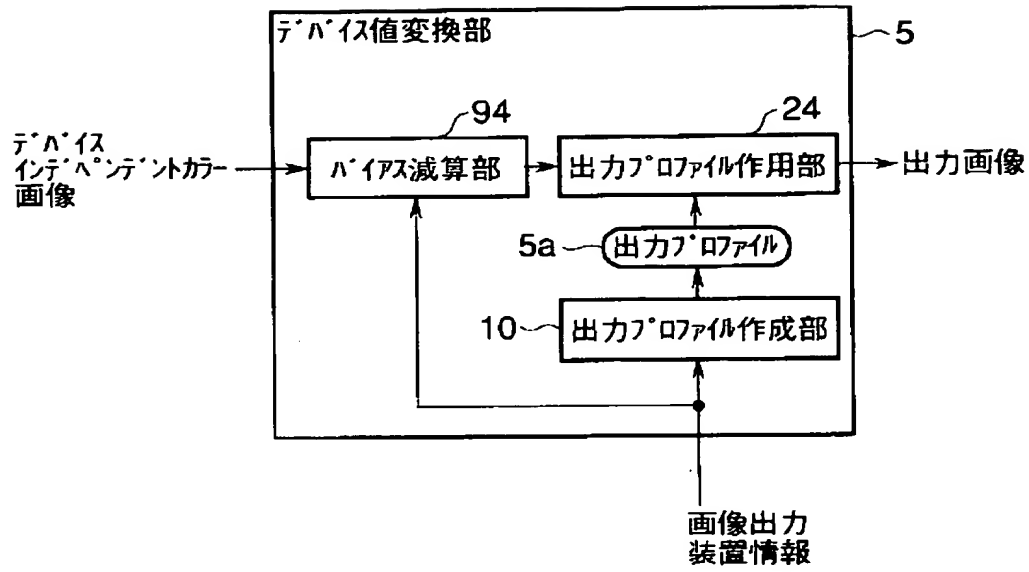 デバイス値変換部
5
94
24
デバイス
インデペンデントカラー
画像
バイアス減算部
出力プロファイル作用部
出力画像
5a
出力プロファイル
10
出力プロファイル作成部
画像出力
装置情報